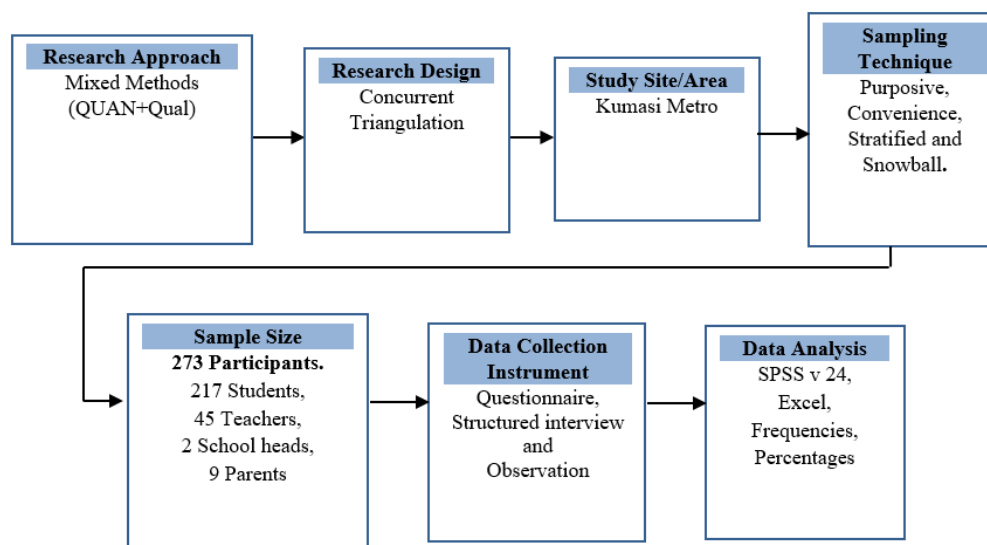 Research Approach
Mixed Methods
(QUAN+Qual)
Research Design
Concurrent
Triangulation
Study Site/Area
Kumasi Metro
Sampling
Technique
Purposive,
Convenience,
Stratified and
Snowball.
Sample Size
273 Participants.
217 Students,
45 Teachers,
2 School heads,
9 Parents
Data Collection
Instrument
Questionnaire,
Structured interview
and
Observation
Data Analysis
SPSS v 24,
Excel,
Frequencies,
Percentages